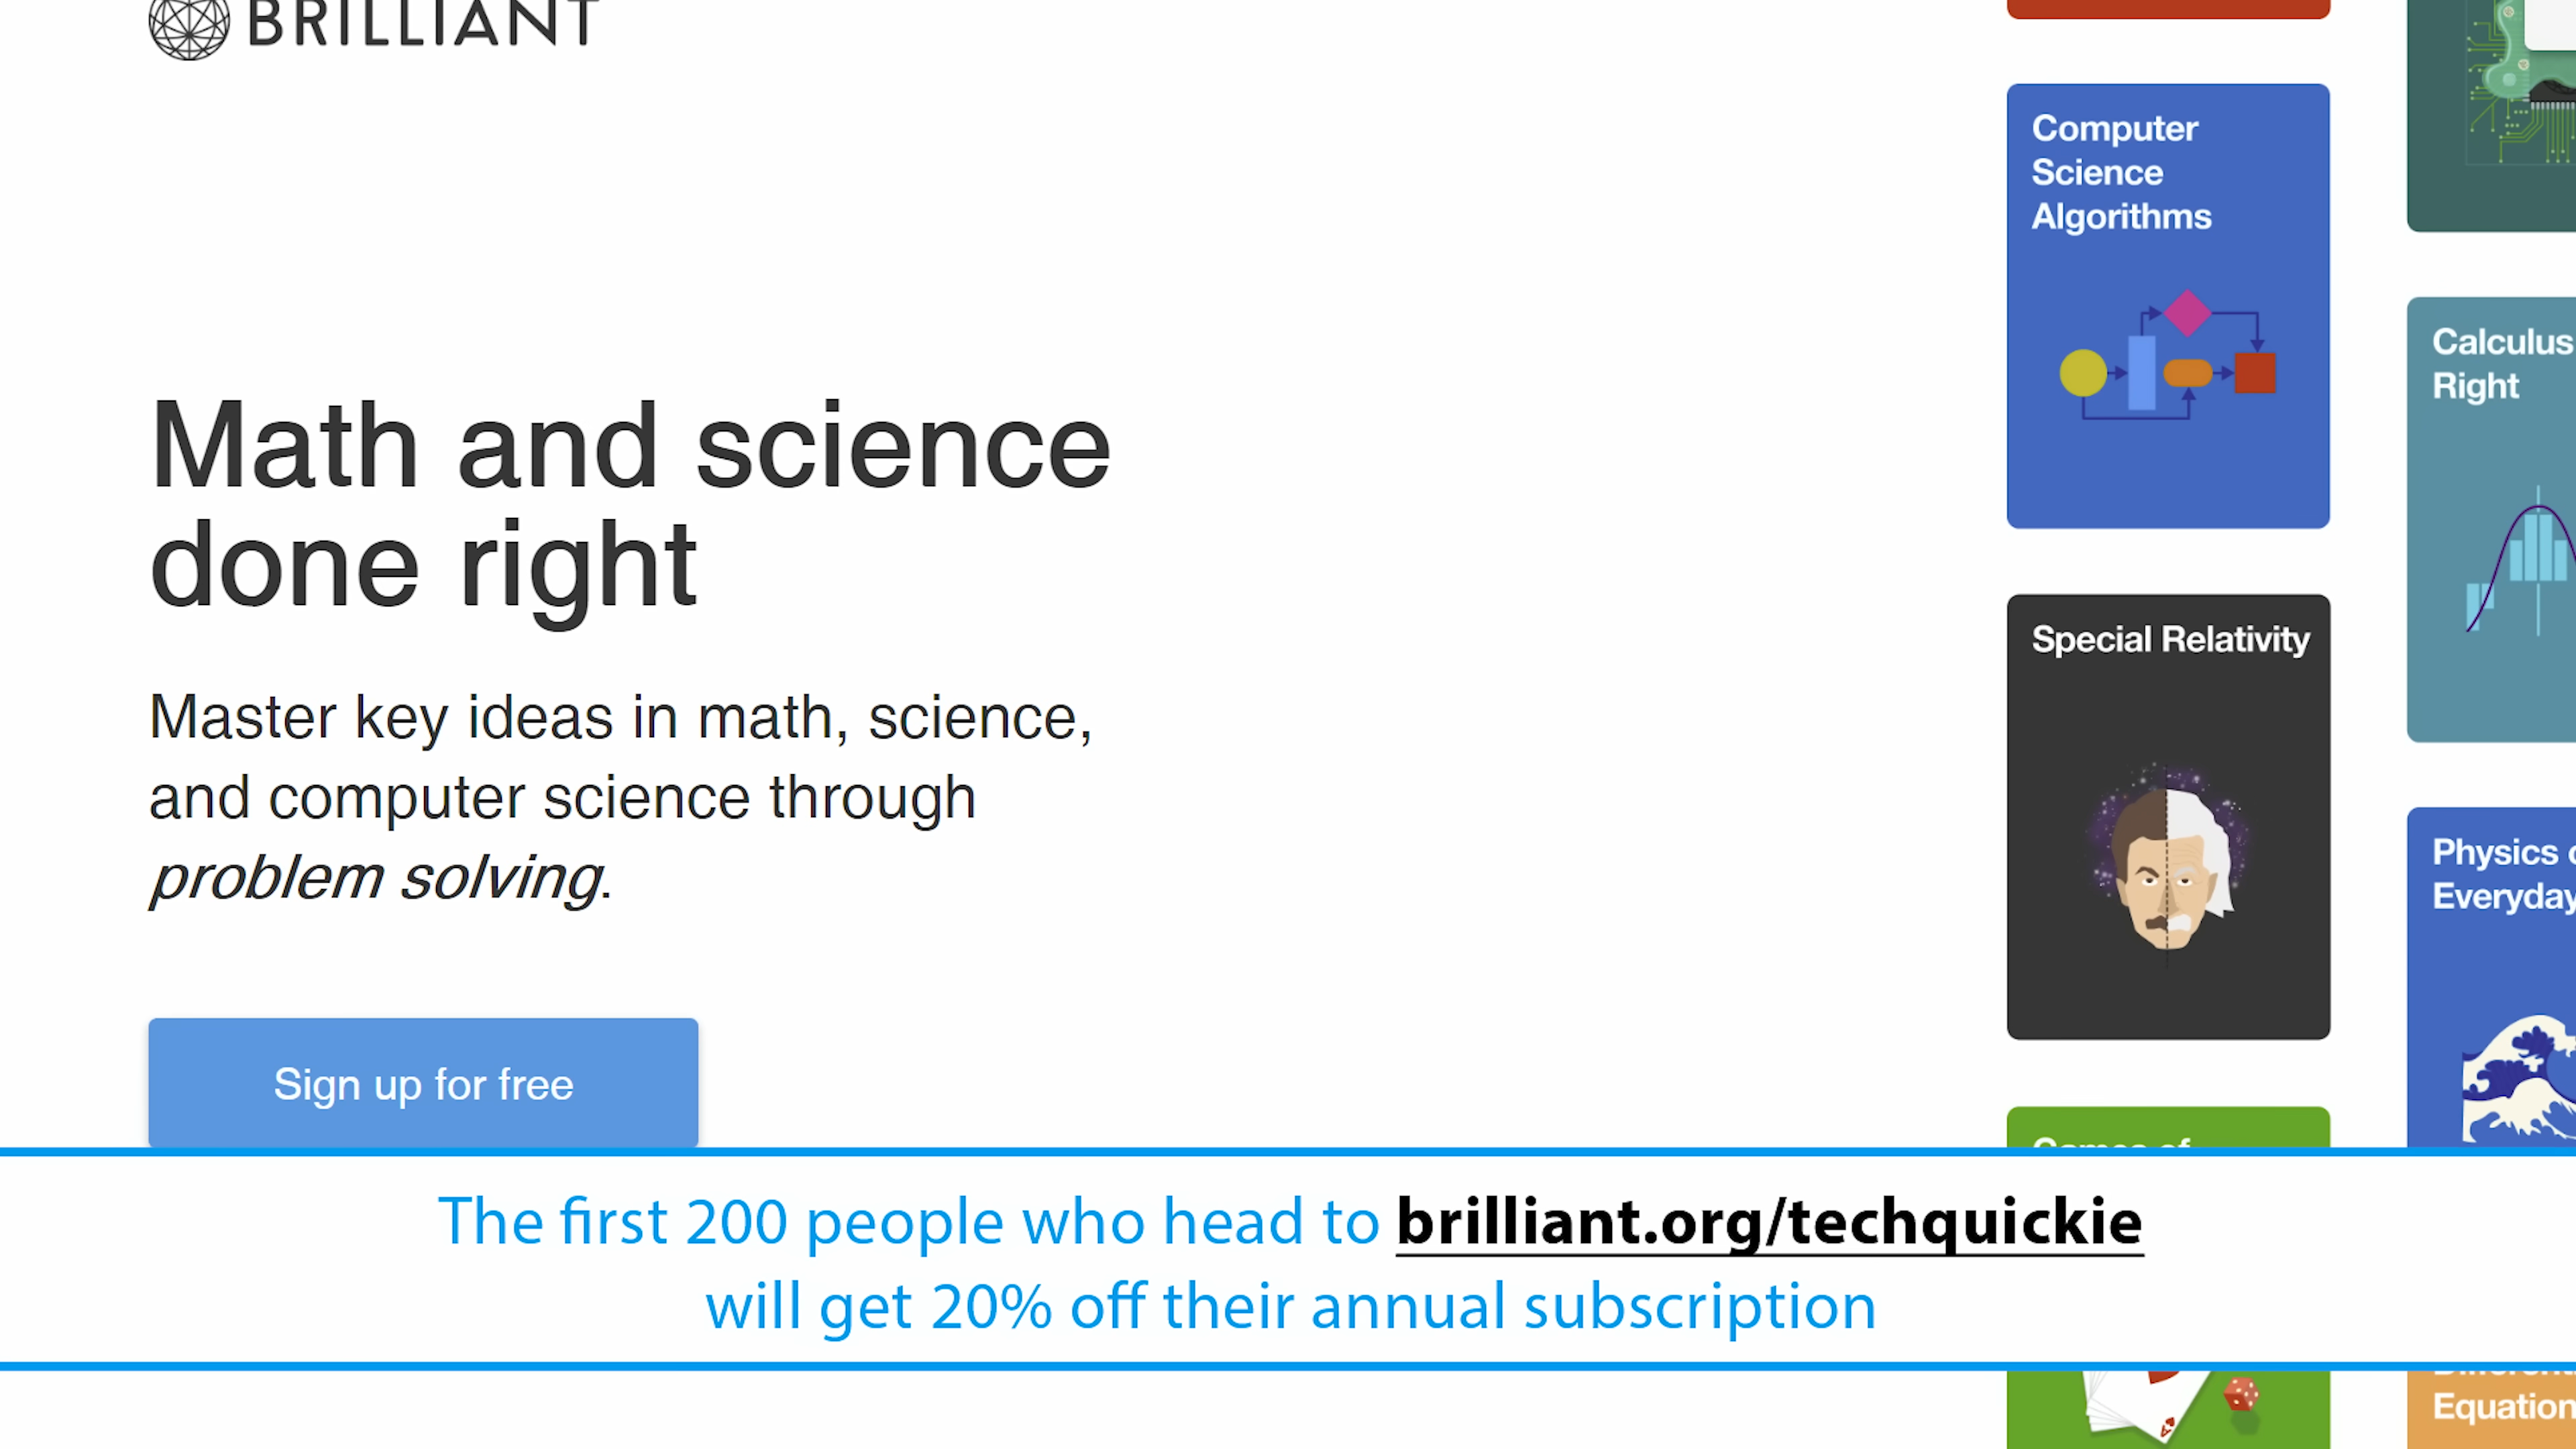 BRILLIANT
Math and science
done right
Master key ideas in math, science,
and computer science through
problem solving.
Sign up for free
Computer
Science
Algorithms
Special Relativity
Games of
Calculus
Right
Physics
Everyday
Equation
The first 200 people who head to brilliant.org/techquickie
will get 20% off their annual subscription